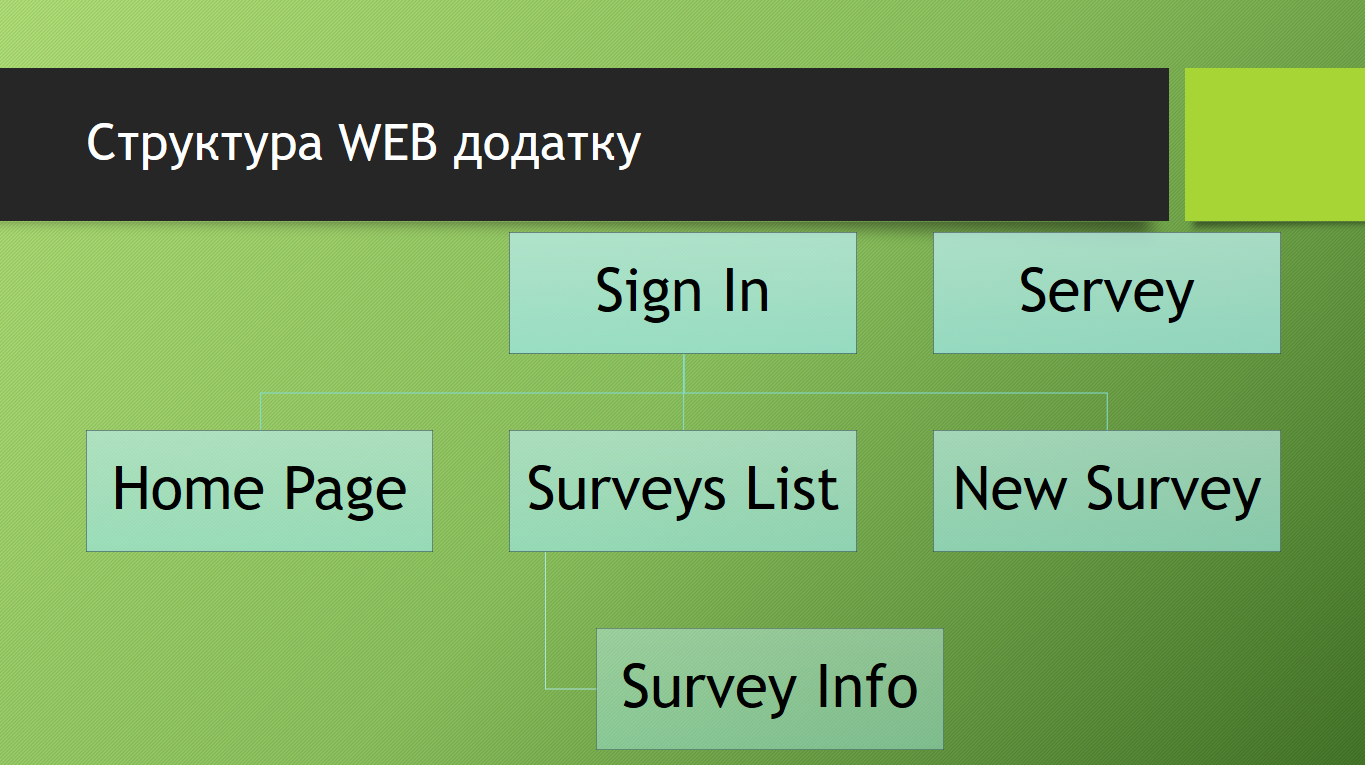 Структура WEB додатку
Sign In
Servey
Home Page
Surveys List
New Survey
Survey Info